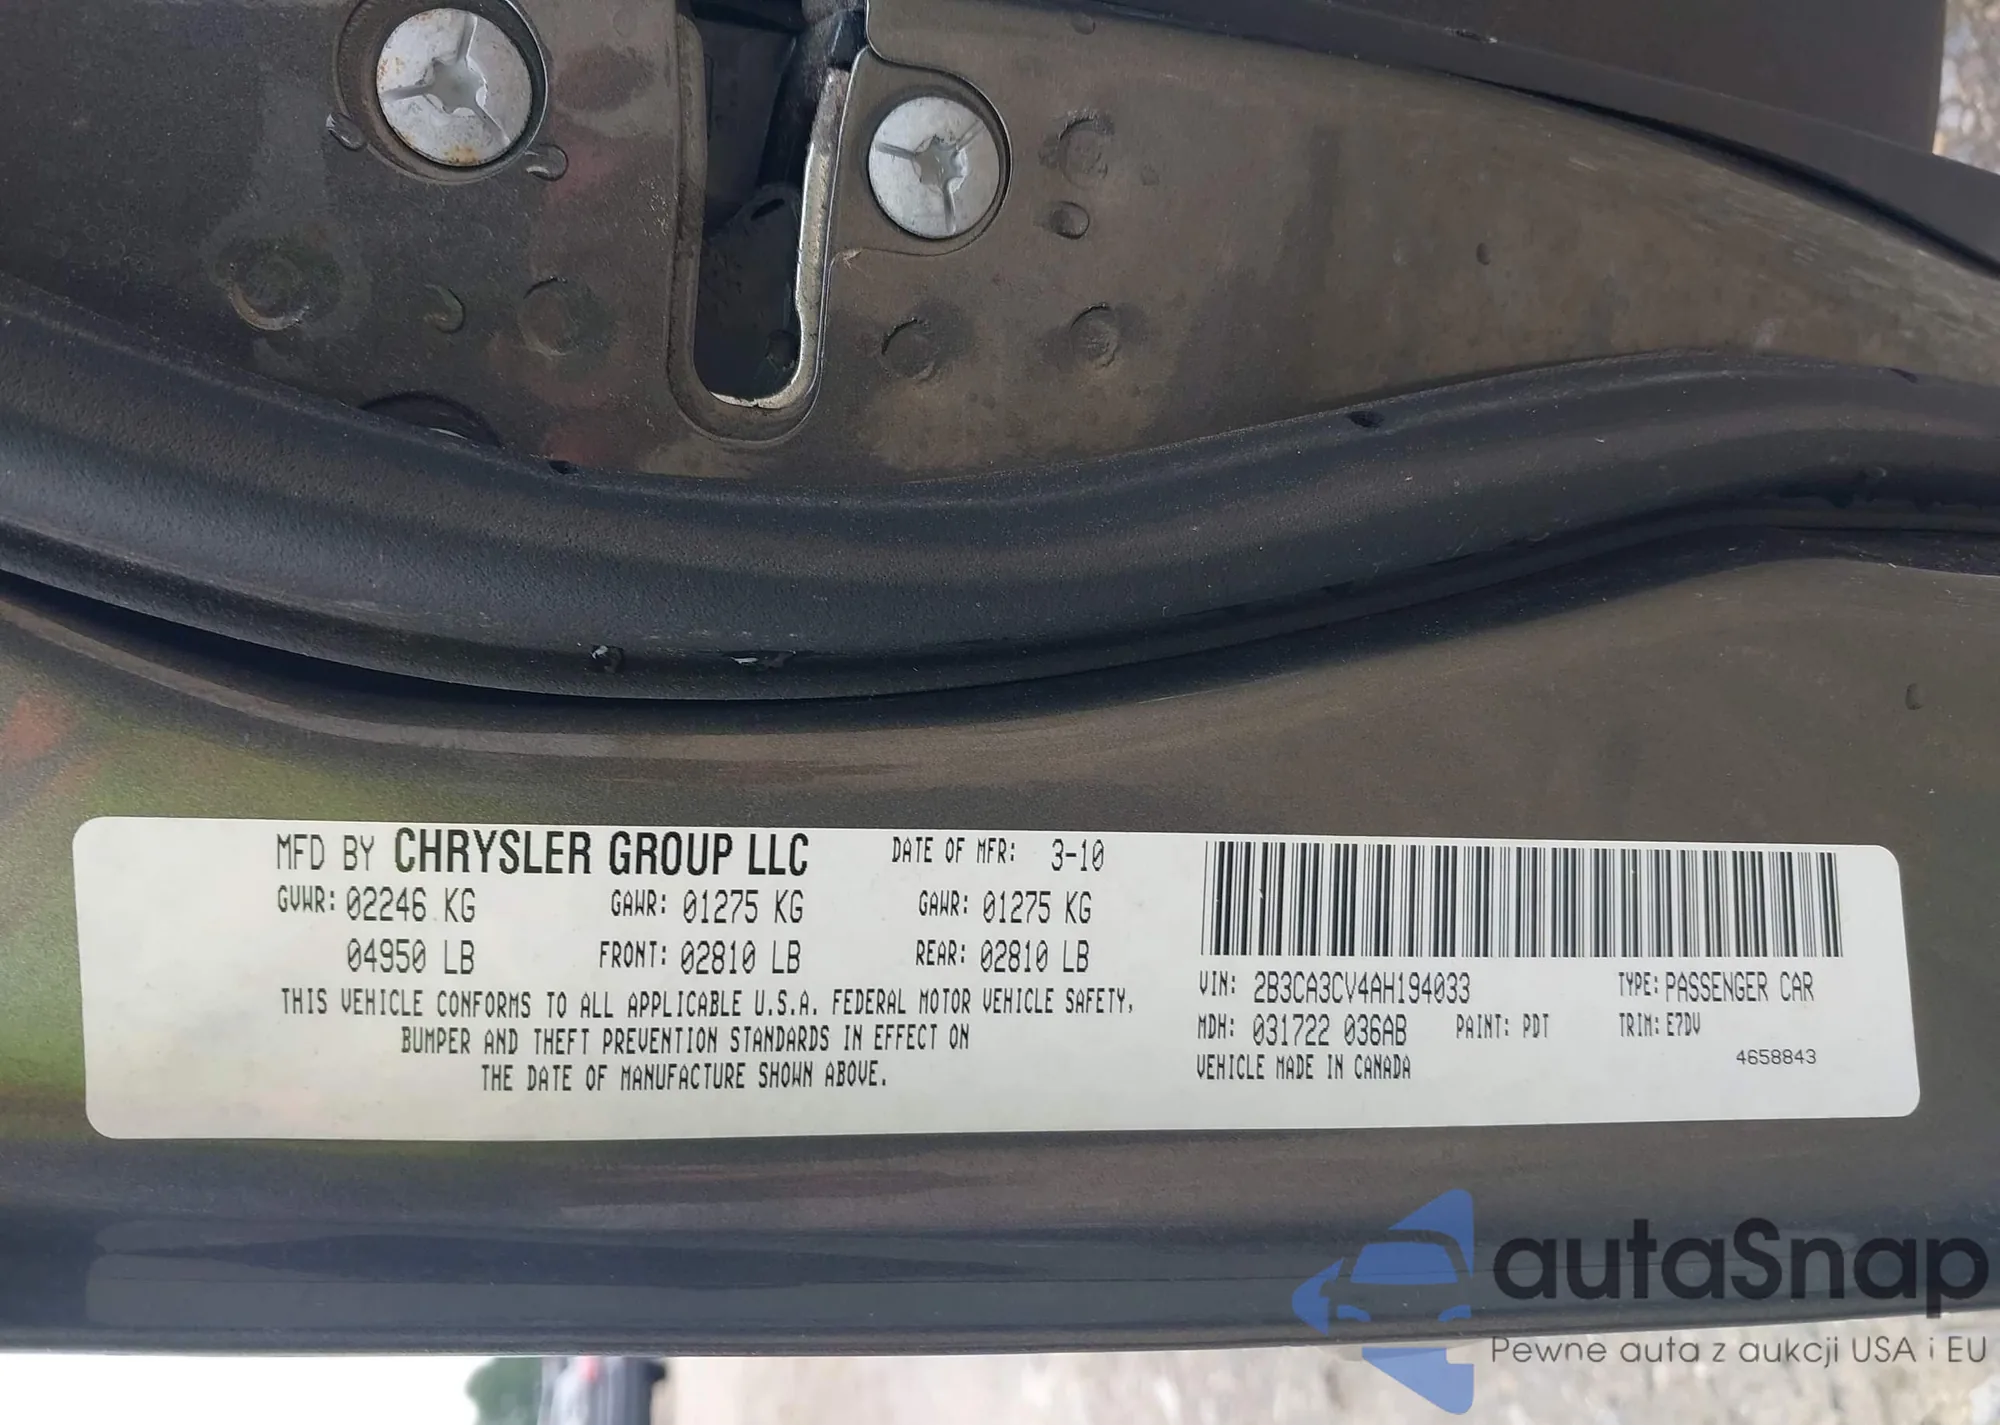 MFD BY CHRYSLER GROUP LLC DATE OF MFR: 3-10
GVWR: 02246 KG GAWR: 01275 KG GAWR: 01275 KG
04950 LB FRONT: 02810 LB REAR: 02810 LB
THIS VEHICLE CONFORMS TO ALL APPLICABLE U.S.A. FEDERAL MOTOR VEHICLE SAFETY,
BUMPER AND THEFT PREVENTION STANDARDS IN EFFECT ON
THE DATE OF MANUFACTURE SHOWN ABOVE.
VIN: 2B3CA3CV4AH194033 TYPE: PASSENGER CAR
MDH: 031722 036AB PAINT: PDT TRIM: E7DV
VEHICLE MADE IN CANADA 4658843
autaSnap
Pewne auta z aukcji USA i EU